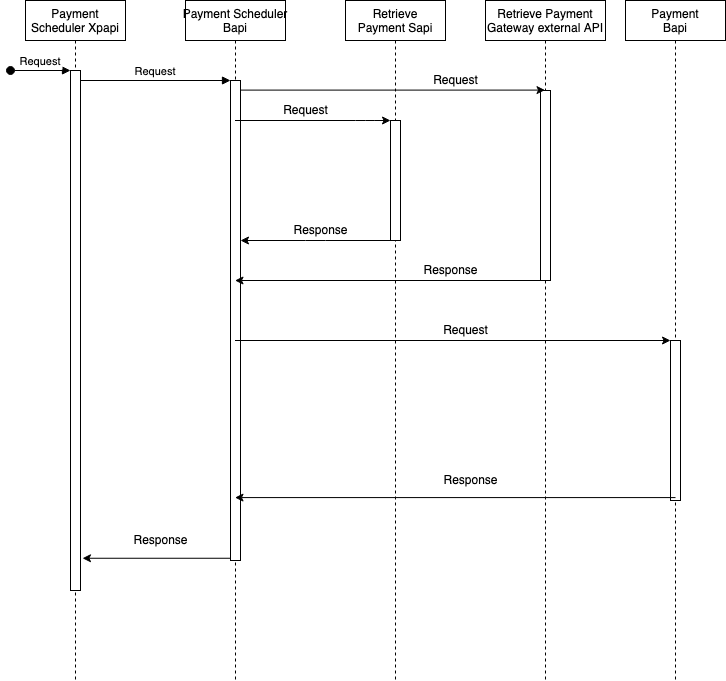 Payment
Scheduler Xpapi
Payment Scheduler
Bapi
Retrieve
Payment Sapi
Retrieve Payment
Gateway external API
Payment
Bapi
Request
Request
Request
Request
Response
Response
Request
Response
Response